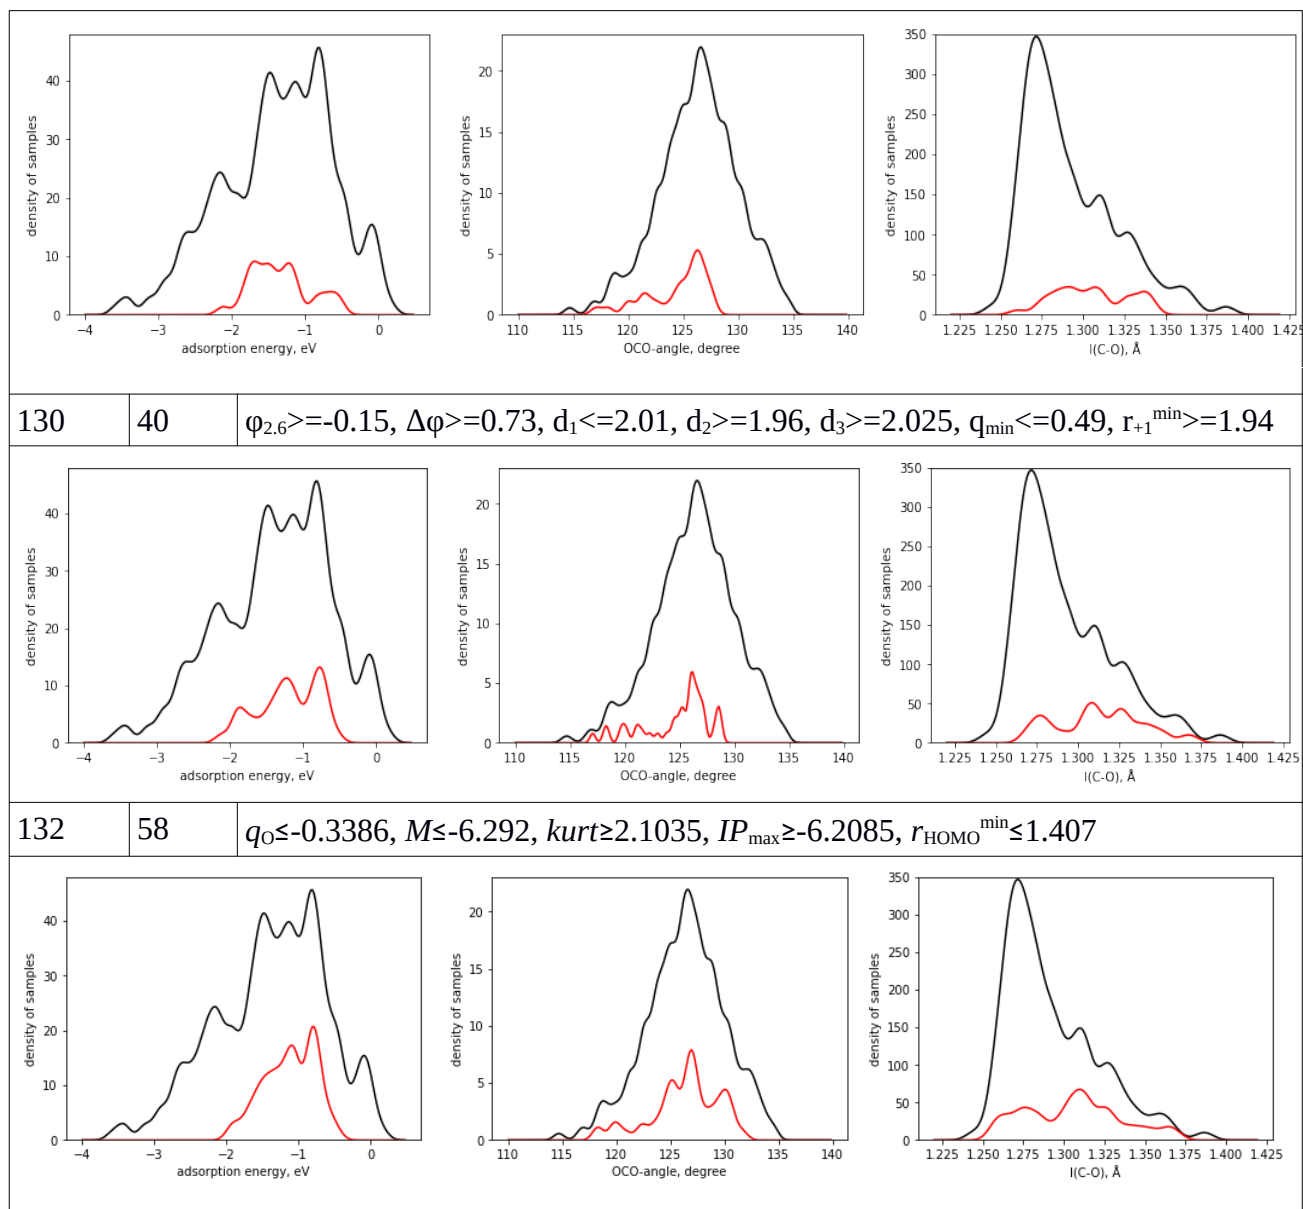 40
30
20
10
0
density of samples
−4 −3 −2 −1 0
adsorption energy, eV
20
15
10
5
0
density of samples
110 115 120 125 130 135 140
OCO-angle, degree
350
300
250
200
150
100
50
0
density of samples
1.225 1.250 1.275 1.300 1.325 1.350 1.375 1.400 1.425
l(C-O), Å
130 40 φ2.6>=-0.15, Δφ>=0.73, d1<=2.01, d2>=1.96, d3>=2.025, qmin<=0.49, r+1min>=1.94
40
30
20
10
0
density of samples
−4 −3 −2 −1 0
adsorption energy, eV
20
15
10
5
0
density of samples
110 115 120 125 130 135 140
OCO-angle, degree
350
300
250
200
150
100
50
0
density of samples
1.225 1.250 1.275 1.300 1.325 1.350 1.375 1.400 1.425
l(C-O), Å
132 58 qO≤-0.3386, M≤-6.292, kurt≥2.1035, IPmax≥-6.2085, rHOMOmin≤1.407
40
30
20
10
0
density of samples
−4 −3 −2 −1 0
adsorption energy, eV
20
15
10
5
0
density of samples
110 115 120 125 130 135 140
OCO-angle, degree
350
300
250
200
150
100
50
0
density of samples
1.225 1.250 1.275 1.300 1.325 1.350 1.375 1.400 1.425
l(C-O), Å